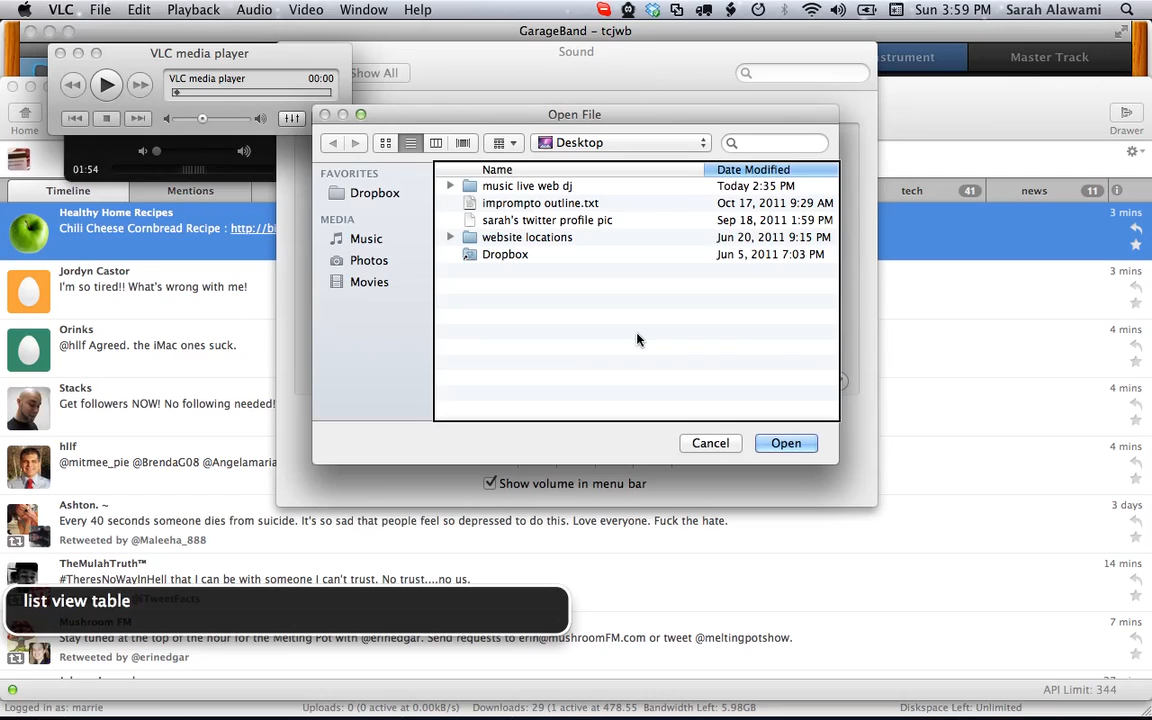 VLC File Edit Playback Audio Video Window Help Sun 3:59 PM Sarah Alawami
GarageBand - tcjwb
Sound
VLC media player
Show All
Instrument Master Track
VLC media player 00:00
Home
Drawer
Open File
Desktop
1:54
Timeline Mentions tech 41 news 11
FAVORITES
Dropbox
MEDIA
Music
Photos
Movies
Name Date Modified
music live web dj Today 2:35 PM
imprompto outline.txt Oct 17, 2011 9:29 AM
sarah's twitter profile pic Sep 18, 2011 1:59 PM
website locations Jun 20, 2011 9:15 PM
Dropbox Jun 5, 2011 7:03 PM
Cancel Open
Show volume in menu bar
Healthy Home Recipes 3 mins
Chili Cheese Cornbread Recipe : http://bi
Jordyn Castor 3 mins
I'm so tired!! What's wrong with me!
Orinks 4 mins
@hllf Agreed. the iMac ones suck.
Stacks 4 mins
Get followers NOW! No following needed!
hllf 4 mins
@mitmee_pie @BrendaG08 @Angelamaria
Ashton. ~ 3 days
Every 40 seconds someone dies from suicide. It's so sad that people feel so depressed to do this. Love everyone. Fuck the hate.
Retweeted by @Maleeha_888
TheMulahTruth™ 14 mins
#TheresNoWayInHell that I can be with someone I can't trust. No trust....no us.
list view table
@TweetFacts
Mushroom FM 7 mins
Stay tuned at the top of the hour for the Melting Pot with @erinedgar. Send requests to erin@mushroomFM.com or tweet @meltingpotshow.
Retweeted by @erinedgar
API Limit: 344
Logged in as: marrie Uploads: 0 (0 active at 0.00kB/s) Downloads: 29 (1 active at 478.55 Bandwidth Left: 5.98GB Diskspace Left: Unlimited